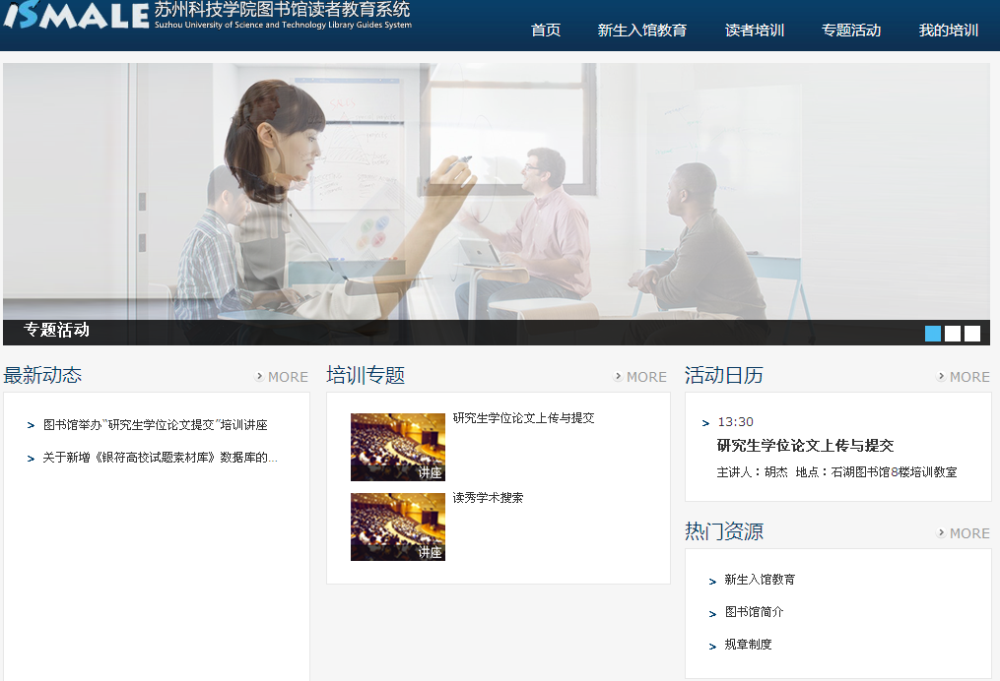 iSMALE 苏州科技学院图书馆读者教育系统
Suzhou University of Science and Technology Library Guides System
首页 新生入馆教育 读者培训 专题活动 我的培训
专题活动
最新动态 MORE
> 图书馆举办“研究生学位论文提交”培训讲座
> 关于新增《银符高校试题素材库》数据库的...
培训专题 MORE
研究生学位论文上传与提交
讲座
读秀学术搜索
讲座
活动日历 MORE
> 13:30
研究生学位论文上传与提交
主讲人：胡杰 地点：石湖图书馆8楼培训教室
热门资源 MORE
> 新生入馆教育
> 图书馆简介
> 规章制度